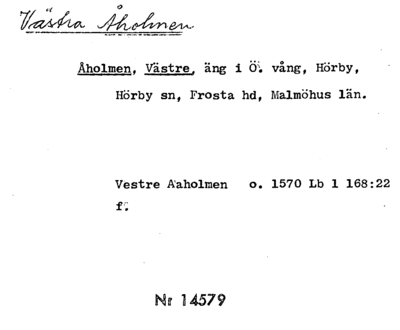 Västra Åholmen
Åholmen, Västre, äng i Ö. vång, Hörby,
Hörby sn, Frosta hd, Malmöhus län.
Vestre Aaholmen o. 1570 Lb 1 168:22
f.
Nr 14579